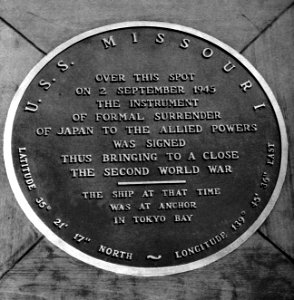 U.S.S. MISSOURI
OVER THIS SPOT
ON 2 SEPTEMBER 1945
THE INSTRUMENT
OF FORMAL SURRENDER
OF JAPAN TO THE ALLIED POWERS
WAS SIGNED
THUS BRINGING TO A CLOSE
THE SECOND WORLD WAR
THE SHIP AT THAT TIME
WAS AT ANCHOR
IN TOKYO BAY
LATITUDE 35° 21' 17" NORTH ~ LONGITUDE 139° 45' 36" EAST